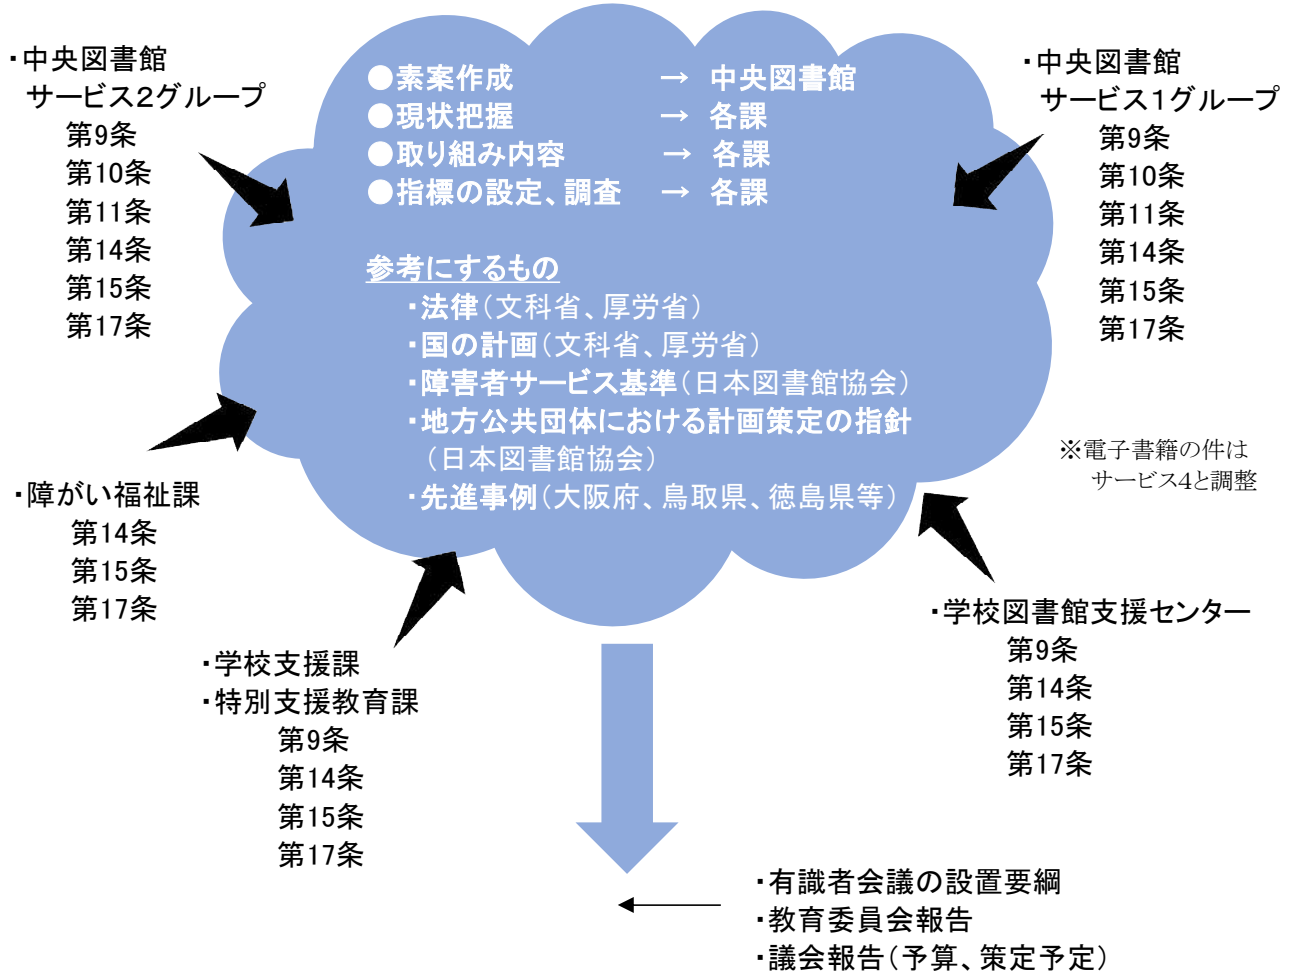 ・中央図書館
サービス2グループ
第9条
第10条
第11条
第14条
第15条
第17条
●素案作成 → 中央図書館
●現状把握 → 各課
●取り組み内容 → 各課
●指標の設定、調査 → 各課
参考にするもの
・法律(文科省、厚労省)
・国の計画(文科省、厚労省)
・障害者サービス基準(日本図書館協会)
・地方公共団体における計画策定の指針
(日本図書館協会)
・先進事例(大阪府、鳥取県、徳島県等)
・中央図書館
サービス1グループ
第9条
第10条
第11条
第14条
第15条
第17条
※電子書籍の件は
サービス4と調整
・障がい福祉課
第14条
第15条
第17条
・学校支援課
・特別支援教育課
第9条
第14条
第15条
第17条
・学校図書館支援センター
第9条
第14条
第15条
第17条
・有識者会議の設置要綱
・教育委員会報告
・議会報告(予算、策定予定)